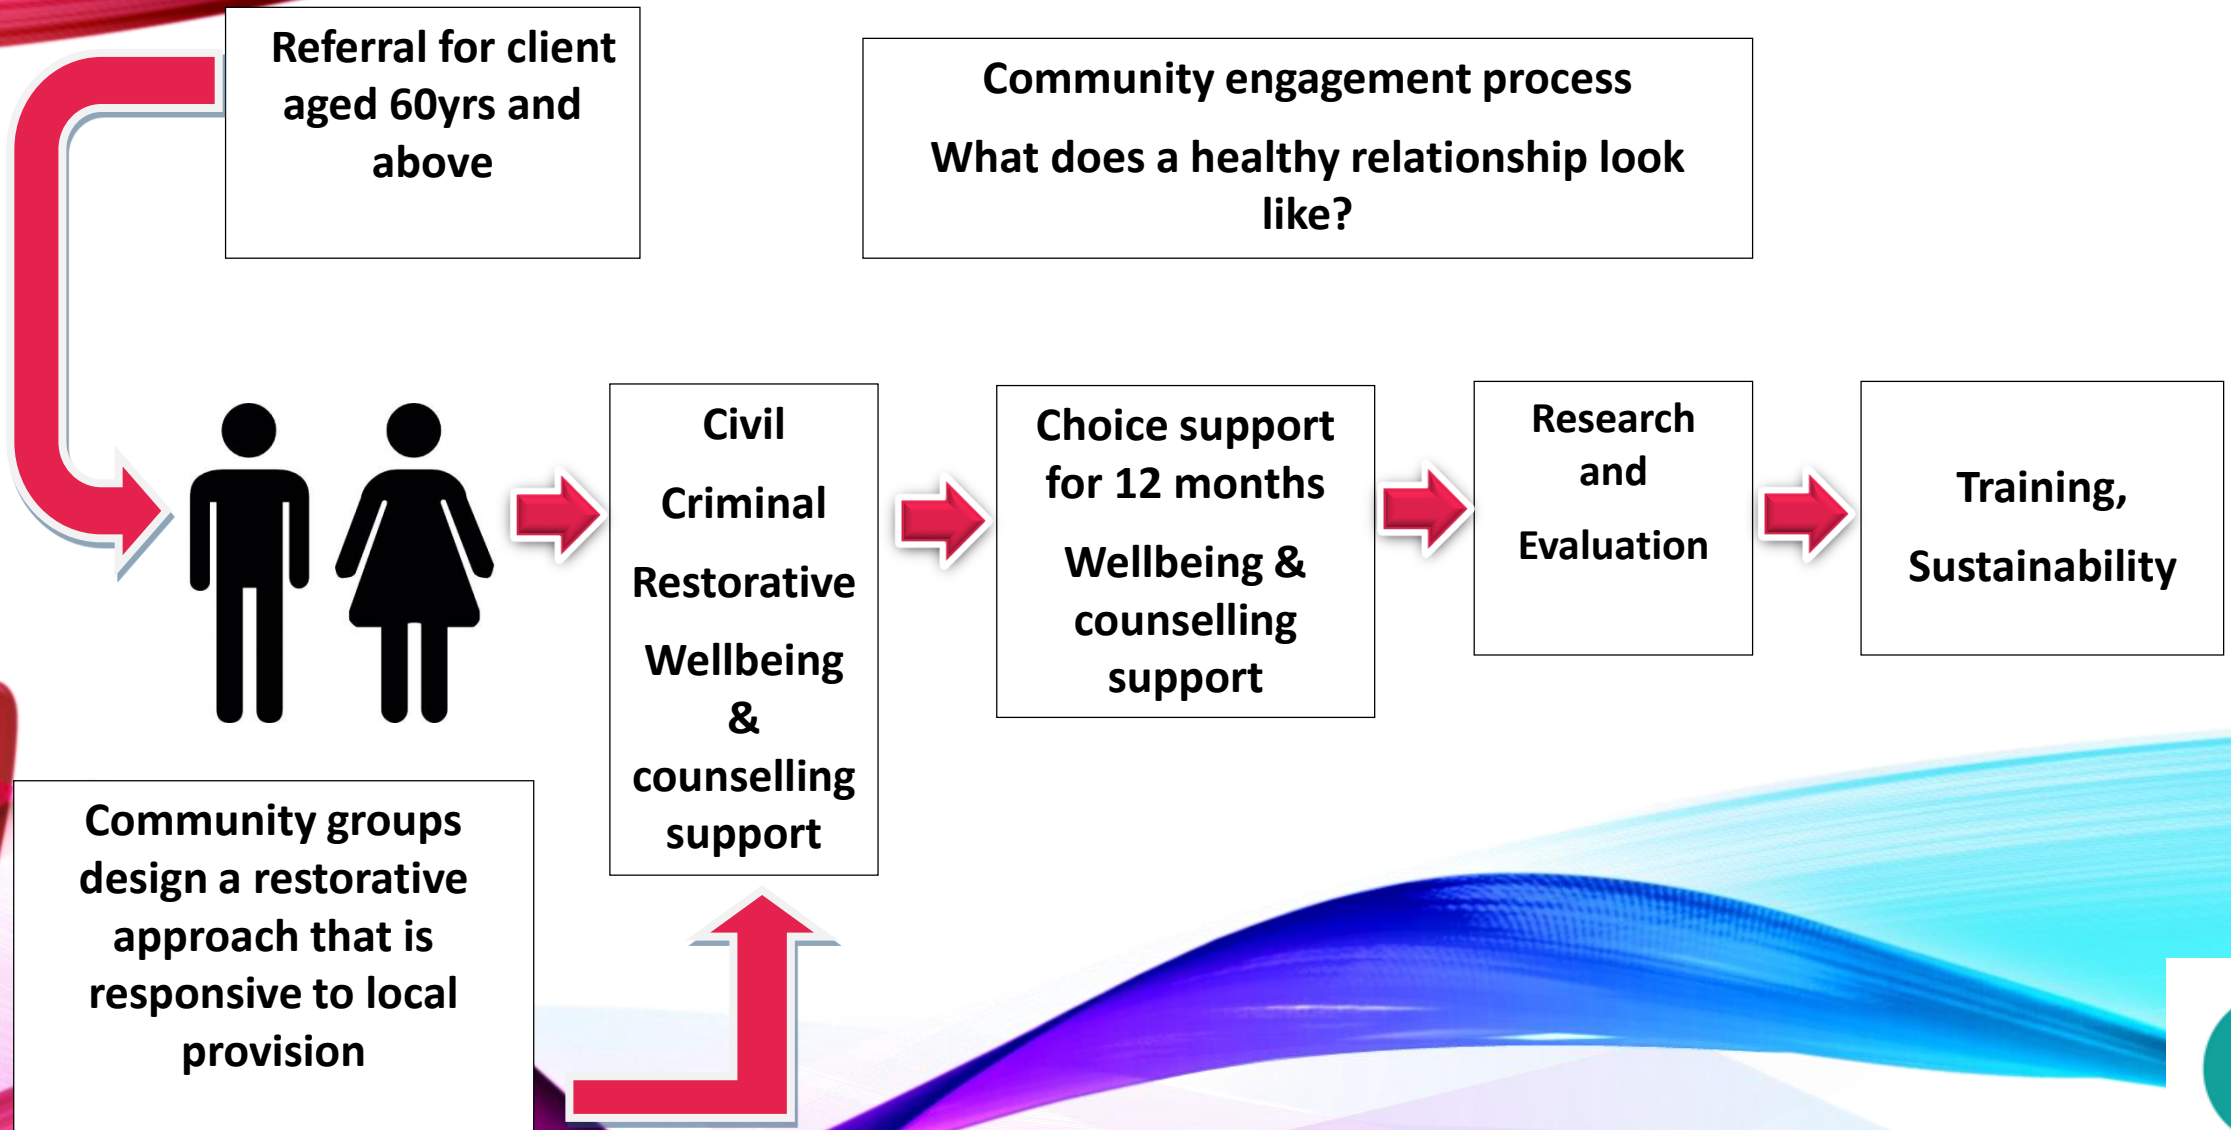 Referral for client
aged 60yrs and
above
Community engagement process
What does a healthy relationship look
like?
Civil
Criminal
Restorative
Wellbeing
&
counselling
support
Choice support
for 12 months
Wellbeing &
counselling
support
Research
and
Evaluation
Training,
Sustainability
Community groups
design a restorative
approach that is
responsive to local
provision